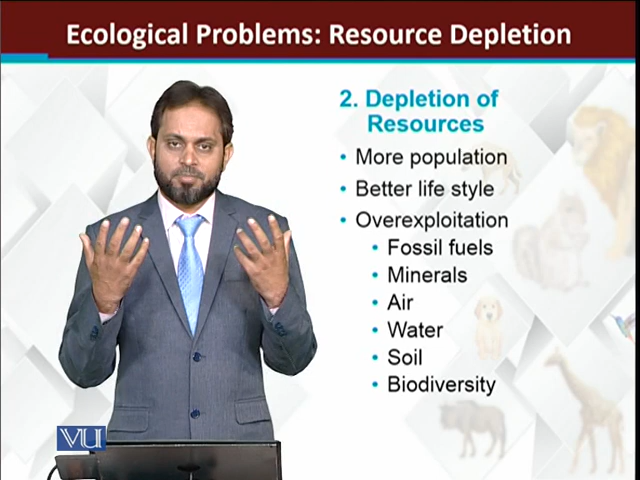 Ecological Problems: Resource Depletion
2. Depletion of
Resources
• More population
• Better life style
• Overexploitation
• Fossil fuels
• Minerals
• Air
• Water
• Soil
• Biodiversity
VU